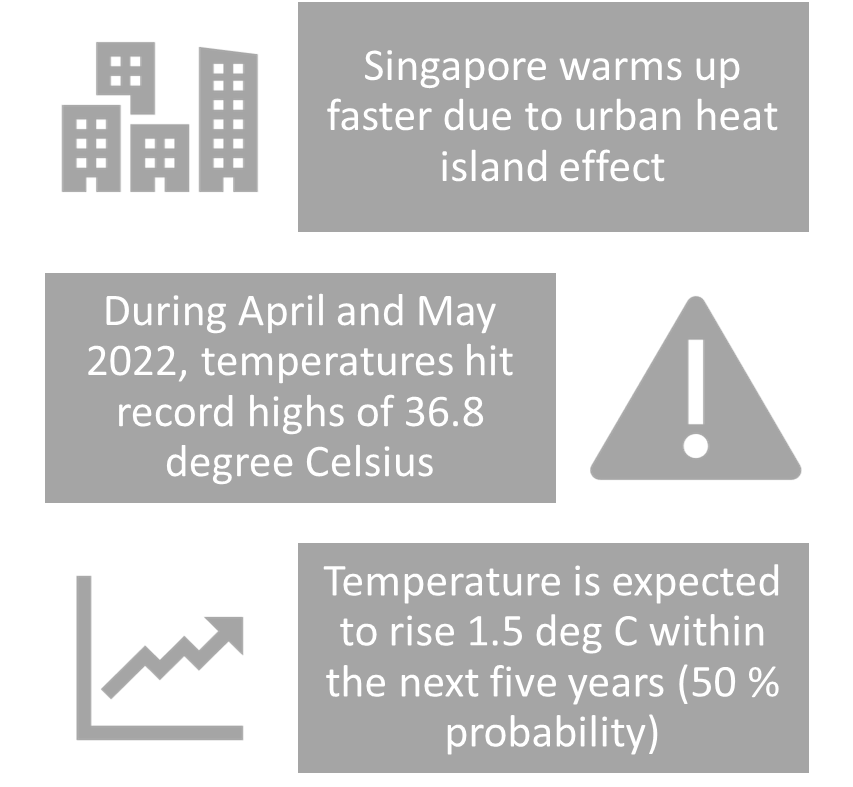 Singapore warms up
faster due to urban heat
island effect
During April and May
2022, temperatures hit
record highs of 36.8
degree Celsius
Temperature is expected
to rise 1.5 deg C within
the next five years (50 %
probability)